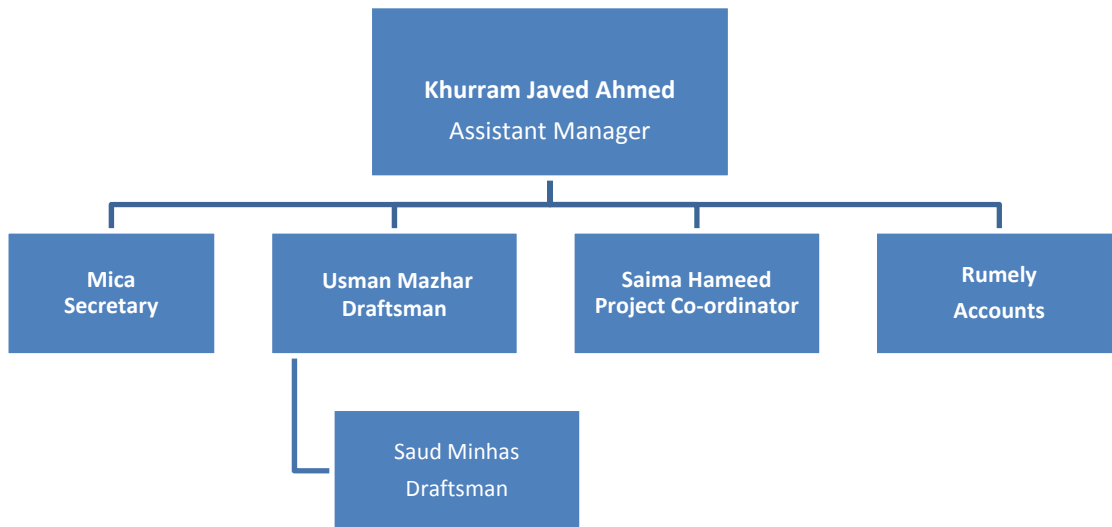 Khurram Javed Ahmed
Assistant Manager
Mica
Secretary
Usman Mazhar
Draftsman
Saima Hameed
Project Co-ordinator
Rumely
Accounts
Saud Minhas
Draftsman